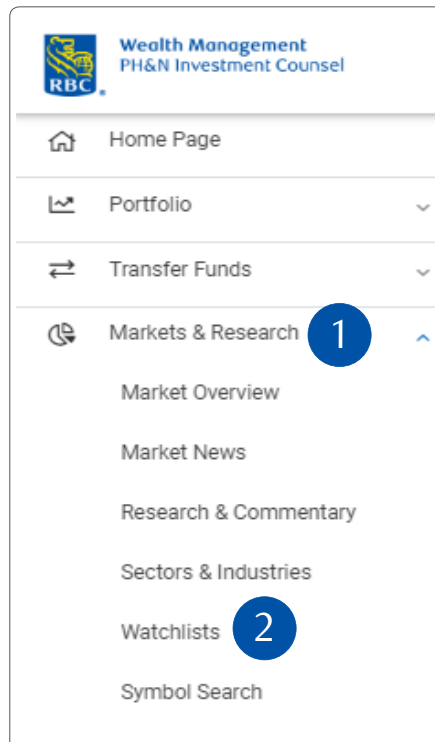 Wealth Management
PH&N Investment Counsel
RBC
Home Page
Portfolio
Transfer Funds
Markets & Research 1
Market Overview
Market News
Research & Commentary
Sectors & Industries
Watchlists 2
Symbol Search